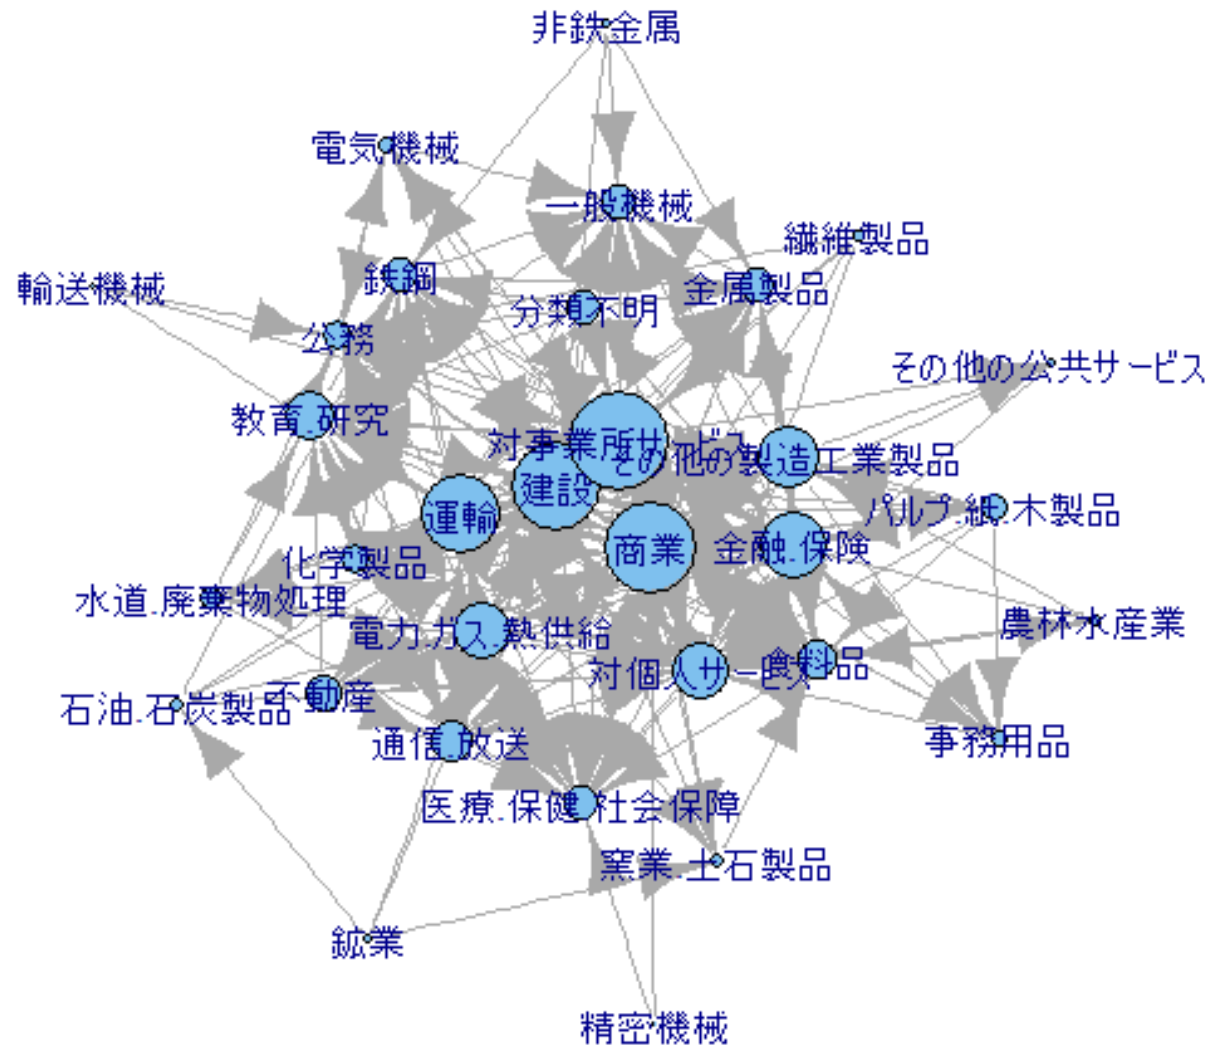 非鉄金属
電気機械
一般機械
繊維製品
輸送機械
鉄鋼
金属製品
分類不明
公務
その他の公共サービス
教育.研究
対事業所サービス
その他の製造工業製品
建設
運輸
パルプ.紙.木製品
商業
金融.保険
化学製品
水道.廃棄物処理
農林水産業
電力.ガス.熱供給
対個人サービス
食料品
石油.石炭製品
不動産
通信.放送
事務用品
医療.保健.社会保障
窯業.土石製品
鉱業
精密機械